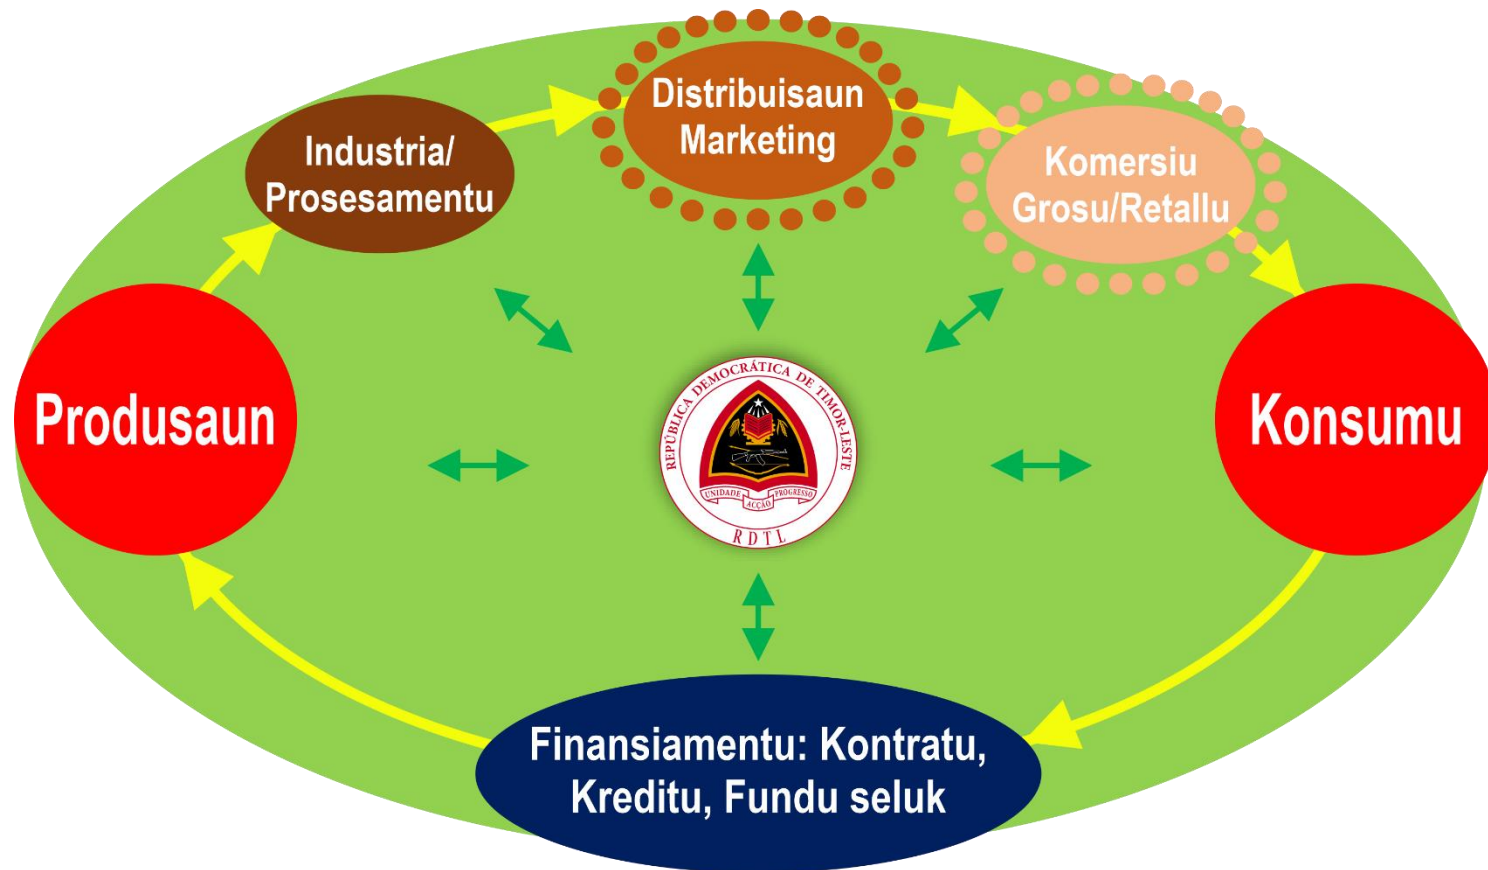 Distribuisaun
Marketing
Industria/
Prosesamentu
Komersiu
Grosu/Retallu
Produsaun
REPÚBLICA DEMOCRÁTICA DE TIMOR-LESTE
UNIDADE
ACÇÃO
PROGRESSO
RDTL
Konsumu
Finansiamentu: Kontratu,
Kreditu, Fundu seluk